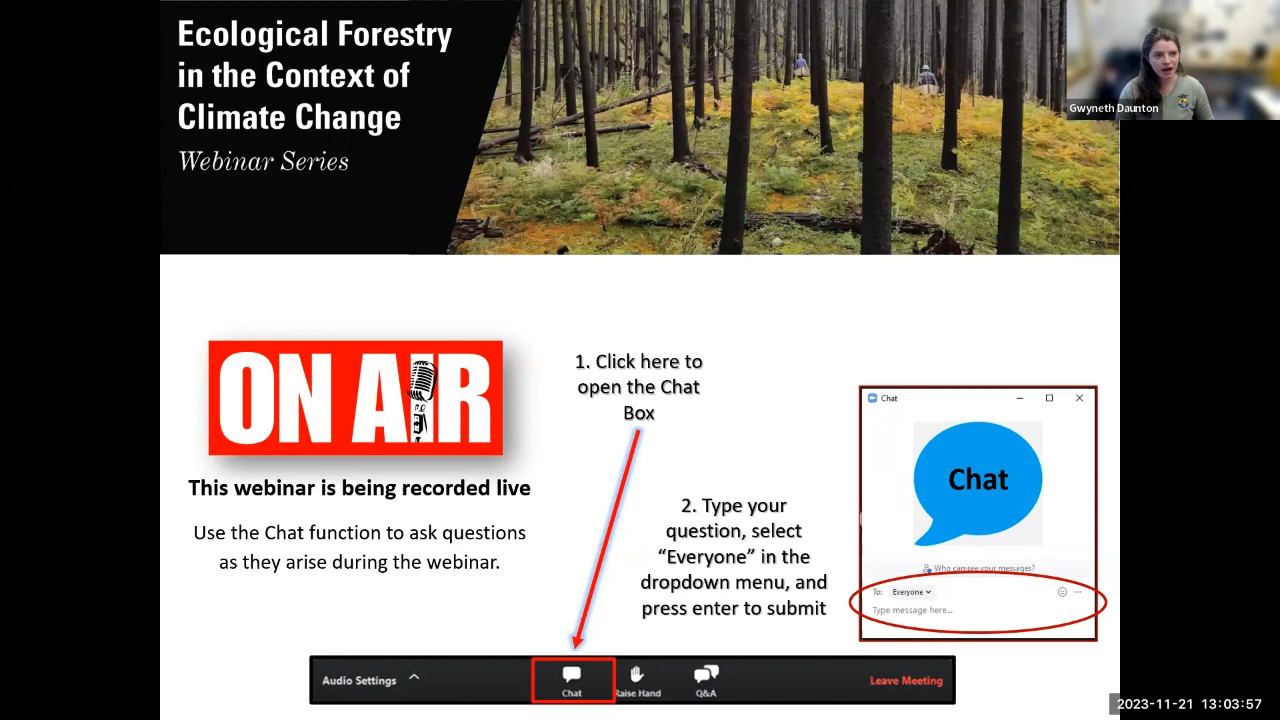 Ecological Forestry
in the Context of
Climate Change
Webinar Series
Gwyneth Daunton
ON AIR
This webinar is being recorded live
Use the Chat function to ask questions
as they arise during the webinar.
1. Click here to
open the Chat
Box
2. Type your
question, select
“Everyone” in the
dropdown menu, and
press enter to submit
Chat
Chat
Who can see your messages?
To: Everyone
Type message here...
Audio Settings
Chat
Raise Hand
Q&A
Leave Meeting
2023-11-21 13:03:57